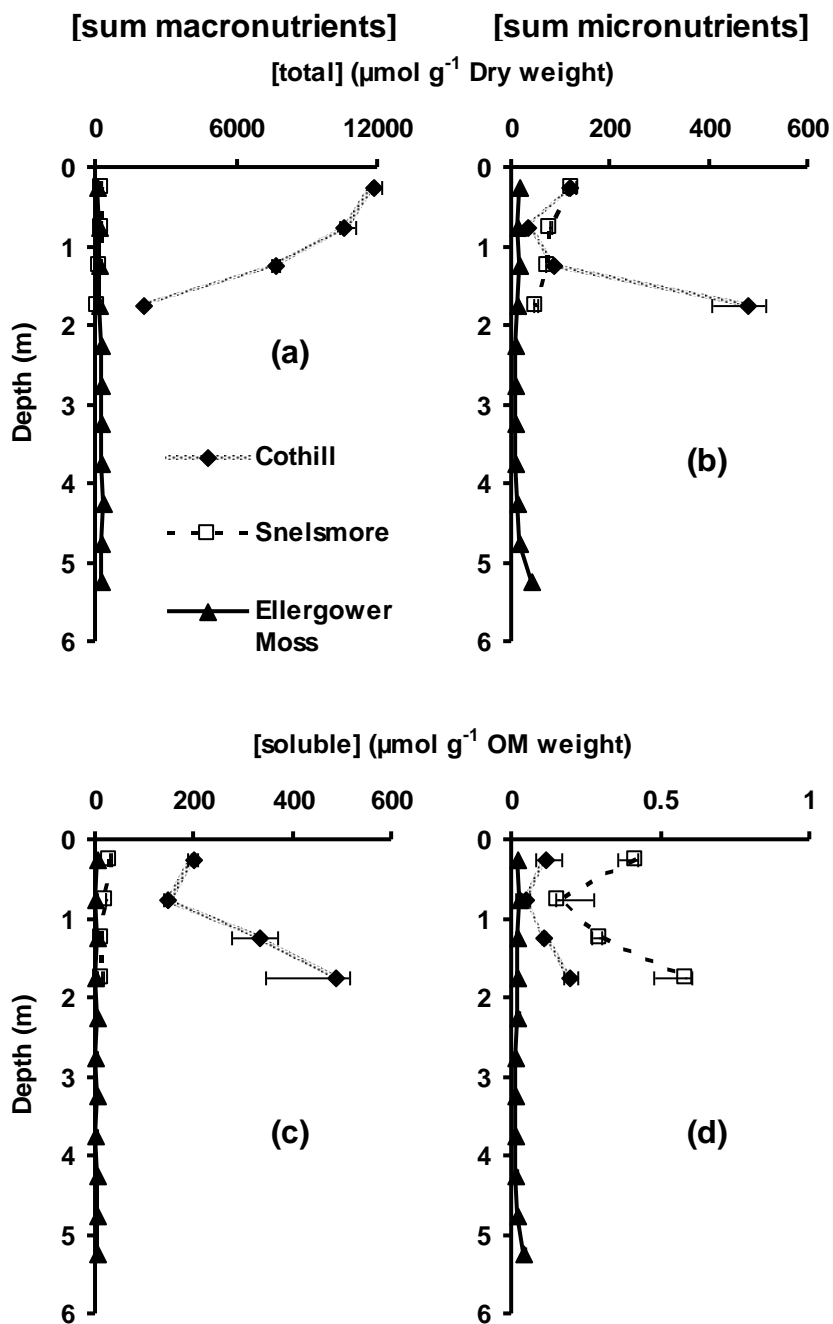 [sum macronutrients] [sum micronutrients]
[total] (µmol g⁻¹ Dry weight)
0 6000 12000 0 200 400 600
0
1
2
3
4
5
6
Depth (m)
(a)
Cothill
Snelsmore
Ellergower
Moss
0
1
2
3
4
5
6
(b)
[soluble] (µmol g⁻¹ OM weight)
0 200 400 600 0 0.5 1
0
1
2
3
4
5
6
Depth (m)
(c)
0
1
2
3
4
5
6
(d)